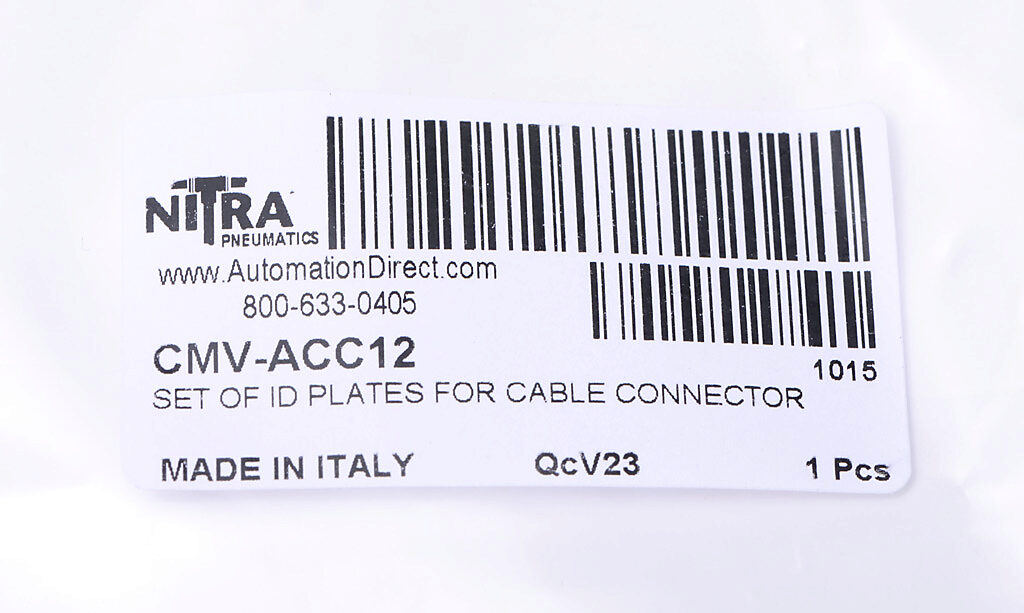 NITRA
PNEUMATICS
www.AutomationDirect.com
800-633-0405
CMV-ACC12
1015
SET OF ID PLATES FOR CABLE CONNECTOR
MADE IN ITALY QcV23 1 Pcs